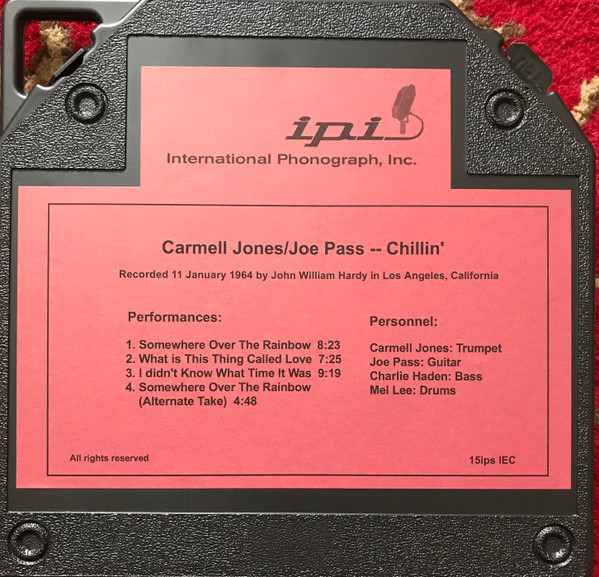 ipi
International Phonograph, Inc.
Carmell Jones/Joe Pass -- Chillin'
Recorded 11 January 1964 by John William Hardy in Los Angeles, California
Performances:
1. Somewhere Over The Rainbow 8:23
2. What is This Thing Called Love 7:25
3. I didn't Know What Time It Was 9:19
4. Somewhere Over The Rainbow
(Alternate Take) 4:48
Personnel:
Carmell Jones: Trumpet
Joe Pass: Guitar
Charlie Haden: Bass
Mel Lee: Drums
All rights reserved
15ips IEC